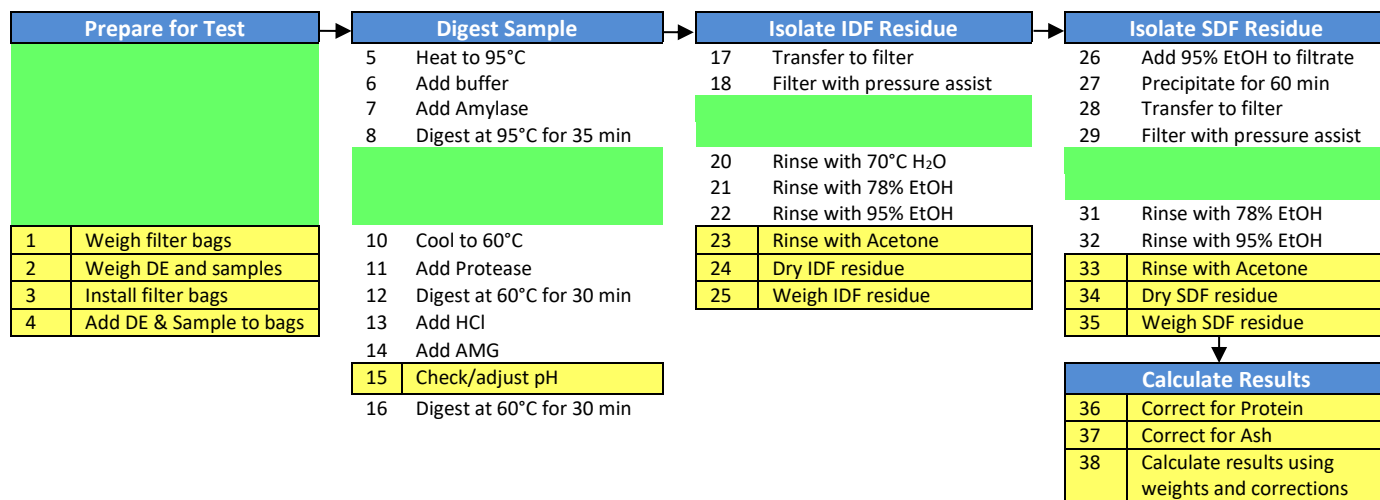 Prepare for Test
1 Weigh filter bags
2 Weigh DE and samples
3 Install filter bags
4 Add DE & Sample to bags
Digest Sample
5 Heat to 95°C
6 Add buffer
7 Add Amylase
8 Digest at 95°C for 35 min
10 Cool to 60°C
11 Add Protease
12 Digest at 60°C for 30 min
13 Add HCl
14 Add AMG
15 Check/adjust pH
16 Digest at 60°C for 30 min
Isolate IDF Residue
17 Transfer to filter
18 Filter with pressure assist
20 Rinse with 70°C H₂O
21 Rinse with 78% EtOH
22 Rinse with 95% EtOH
23 Rinse with Acetone
24 Dry IDF residue
25 Weigh IDF residue
Isolate SDF Residue
26 Add 95% EtOH to filtrate
27 Precipitate for 60 min
28 Transfer to filter
29 Filter with pressure assist
31 Rinse with 78% EtOH
32 Rinse with 95% EtOH
33 Rinse with Acetone
34 Dry SDF residue
35 Weigh SDF residue
Calculate Results
36 Correct for Protein
37 Correct for Ash
38 Calculate results using
weights and corrections